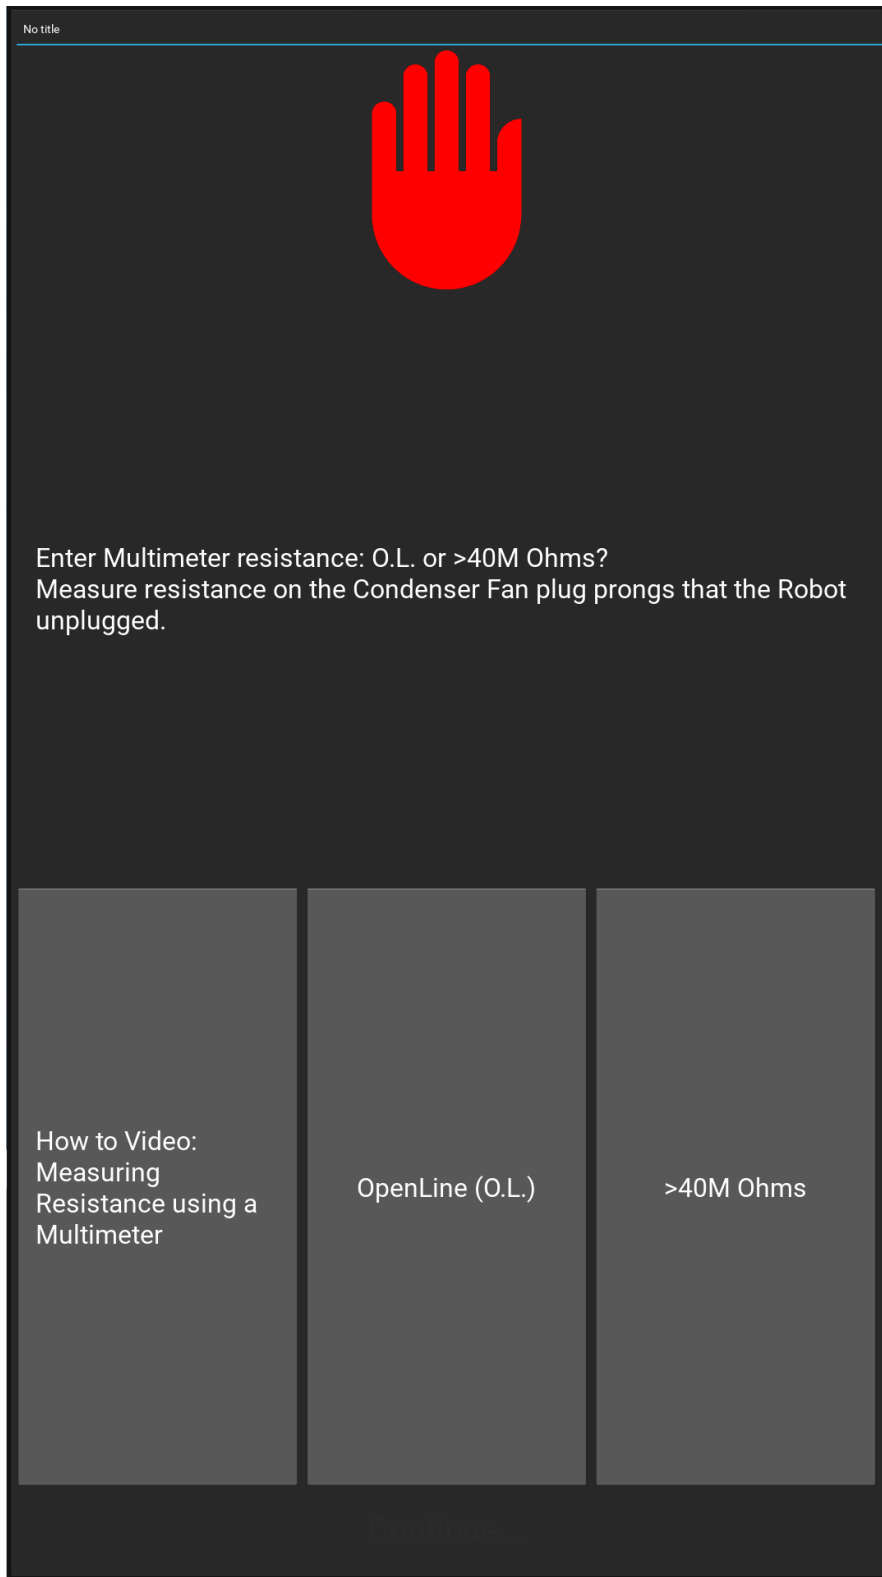 No title
Enter Multimeter resistance: O.L. or >40M Ohms?
Measure resistance on the Condenser Fan plug prongs that the Robot
unplugged.
How to Video:
Measuring
Resistance using a
Multimeter
OpenLine (O.L.)
>40M Ohms
Continue